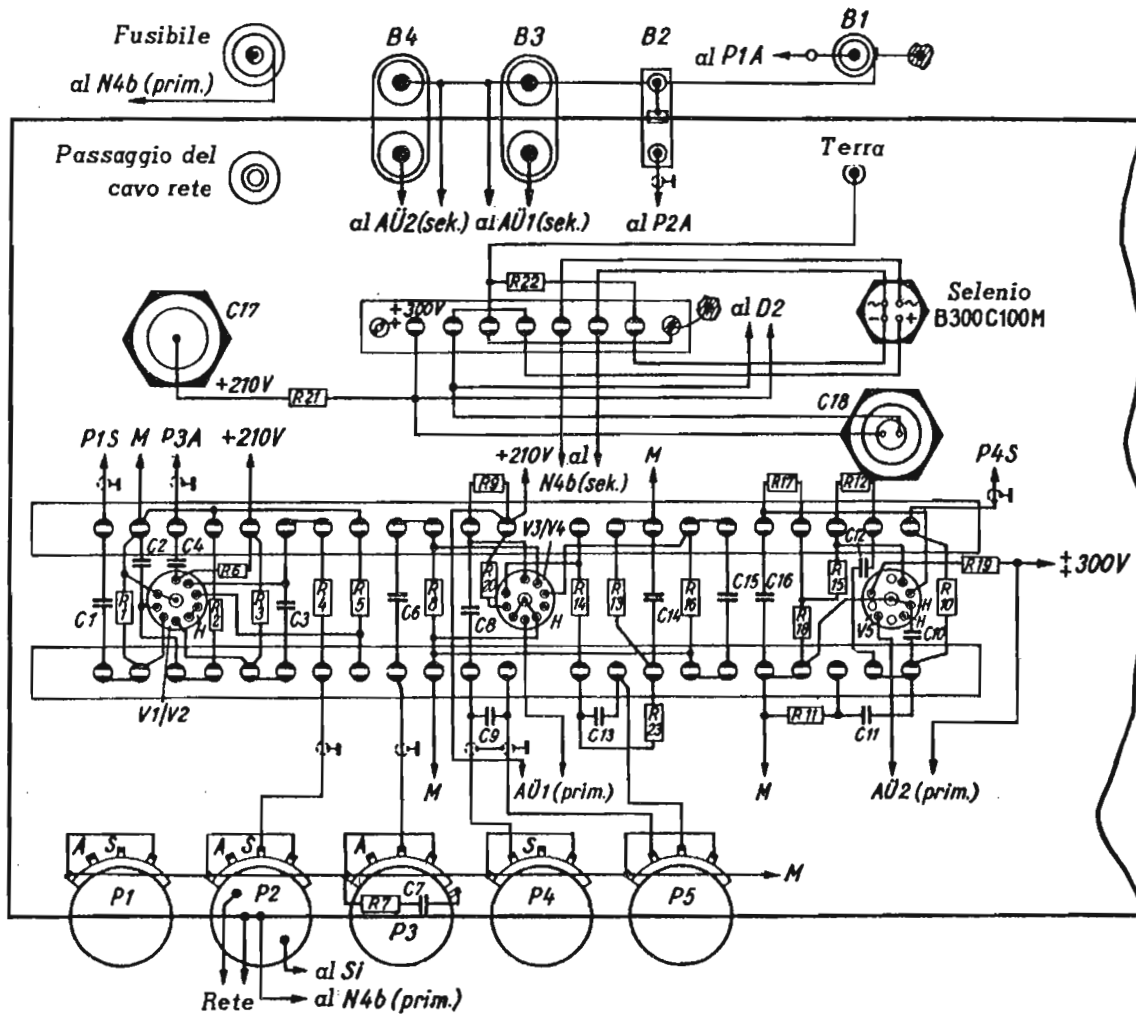 Fusibile
al N4b (prim.)
B4
B3
B2
B1
al P1A
Passaggio del
cavo rete
Terra
al AÜ2(sek.)
al AÜ1(sek.)
al P2A
R22
C17
+300V
al D2
Selenio
B300C100M
~ ~
- +
+210V
R21
C18
P1S
M
P3A
+210V
R9
+210V
al
N4b(sek.)
M
R17
R12
P4S
C2
C4
R6
V3/V4
C12
R19
+300V
C1
R1
R2
R3
C3
R4
R5
C6
R8
C8
R20
R14
R13
C14
R16
C15
C16
R18
R15
V5
R10
C10
H
H
H
H
V1/V2
C9
C13
R23
R11
C11
M
AÜ1(prim.)
M
AÜ2(prim.)
A
S
A
S
A
S
M
P1
P2
R7
C7
P3
P4
P5
al Si
Rete
al N4b(prim.)